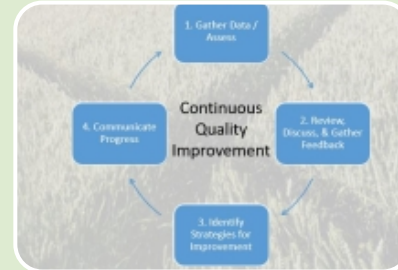 1. Gather Data /
Assess
Continuous
Quality
Improvement
2. Review,
Discuss, & Gather
Feedback
3. Identify
Strategies for
Improvement
4. Communicate
Progress